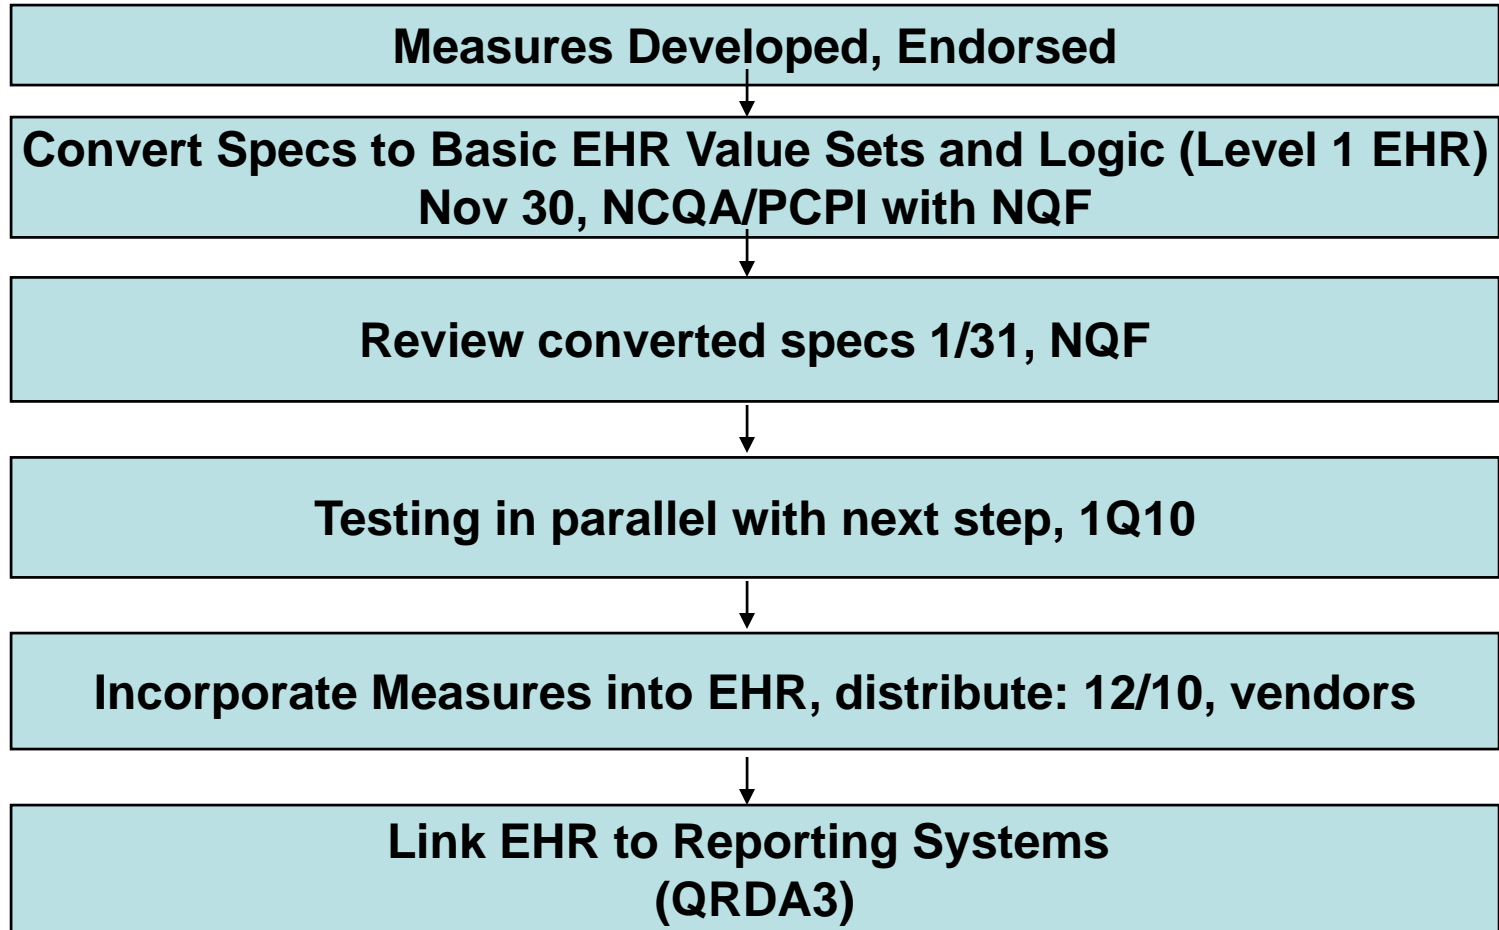 Measures Developed, Endorsed
Convert Specs to Basic EHR Value Sets and Logic (Level 1 EHR)
Nov 30, NCQA/PCPI with NQF
Review converted specs 1/31, NQF
Testing in parallel with next step, 1Q10
Incorporate Measures into EHR, distribute: 12/10, vendors
Link EHR to Reporting Systems
(QRDA3)